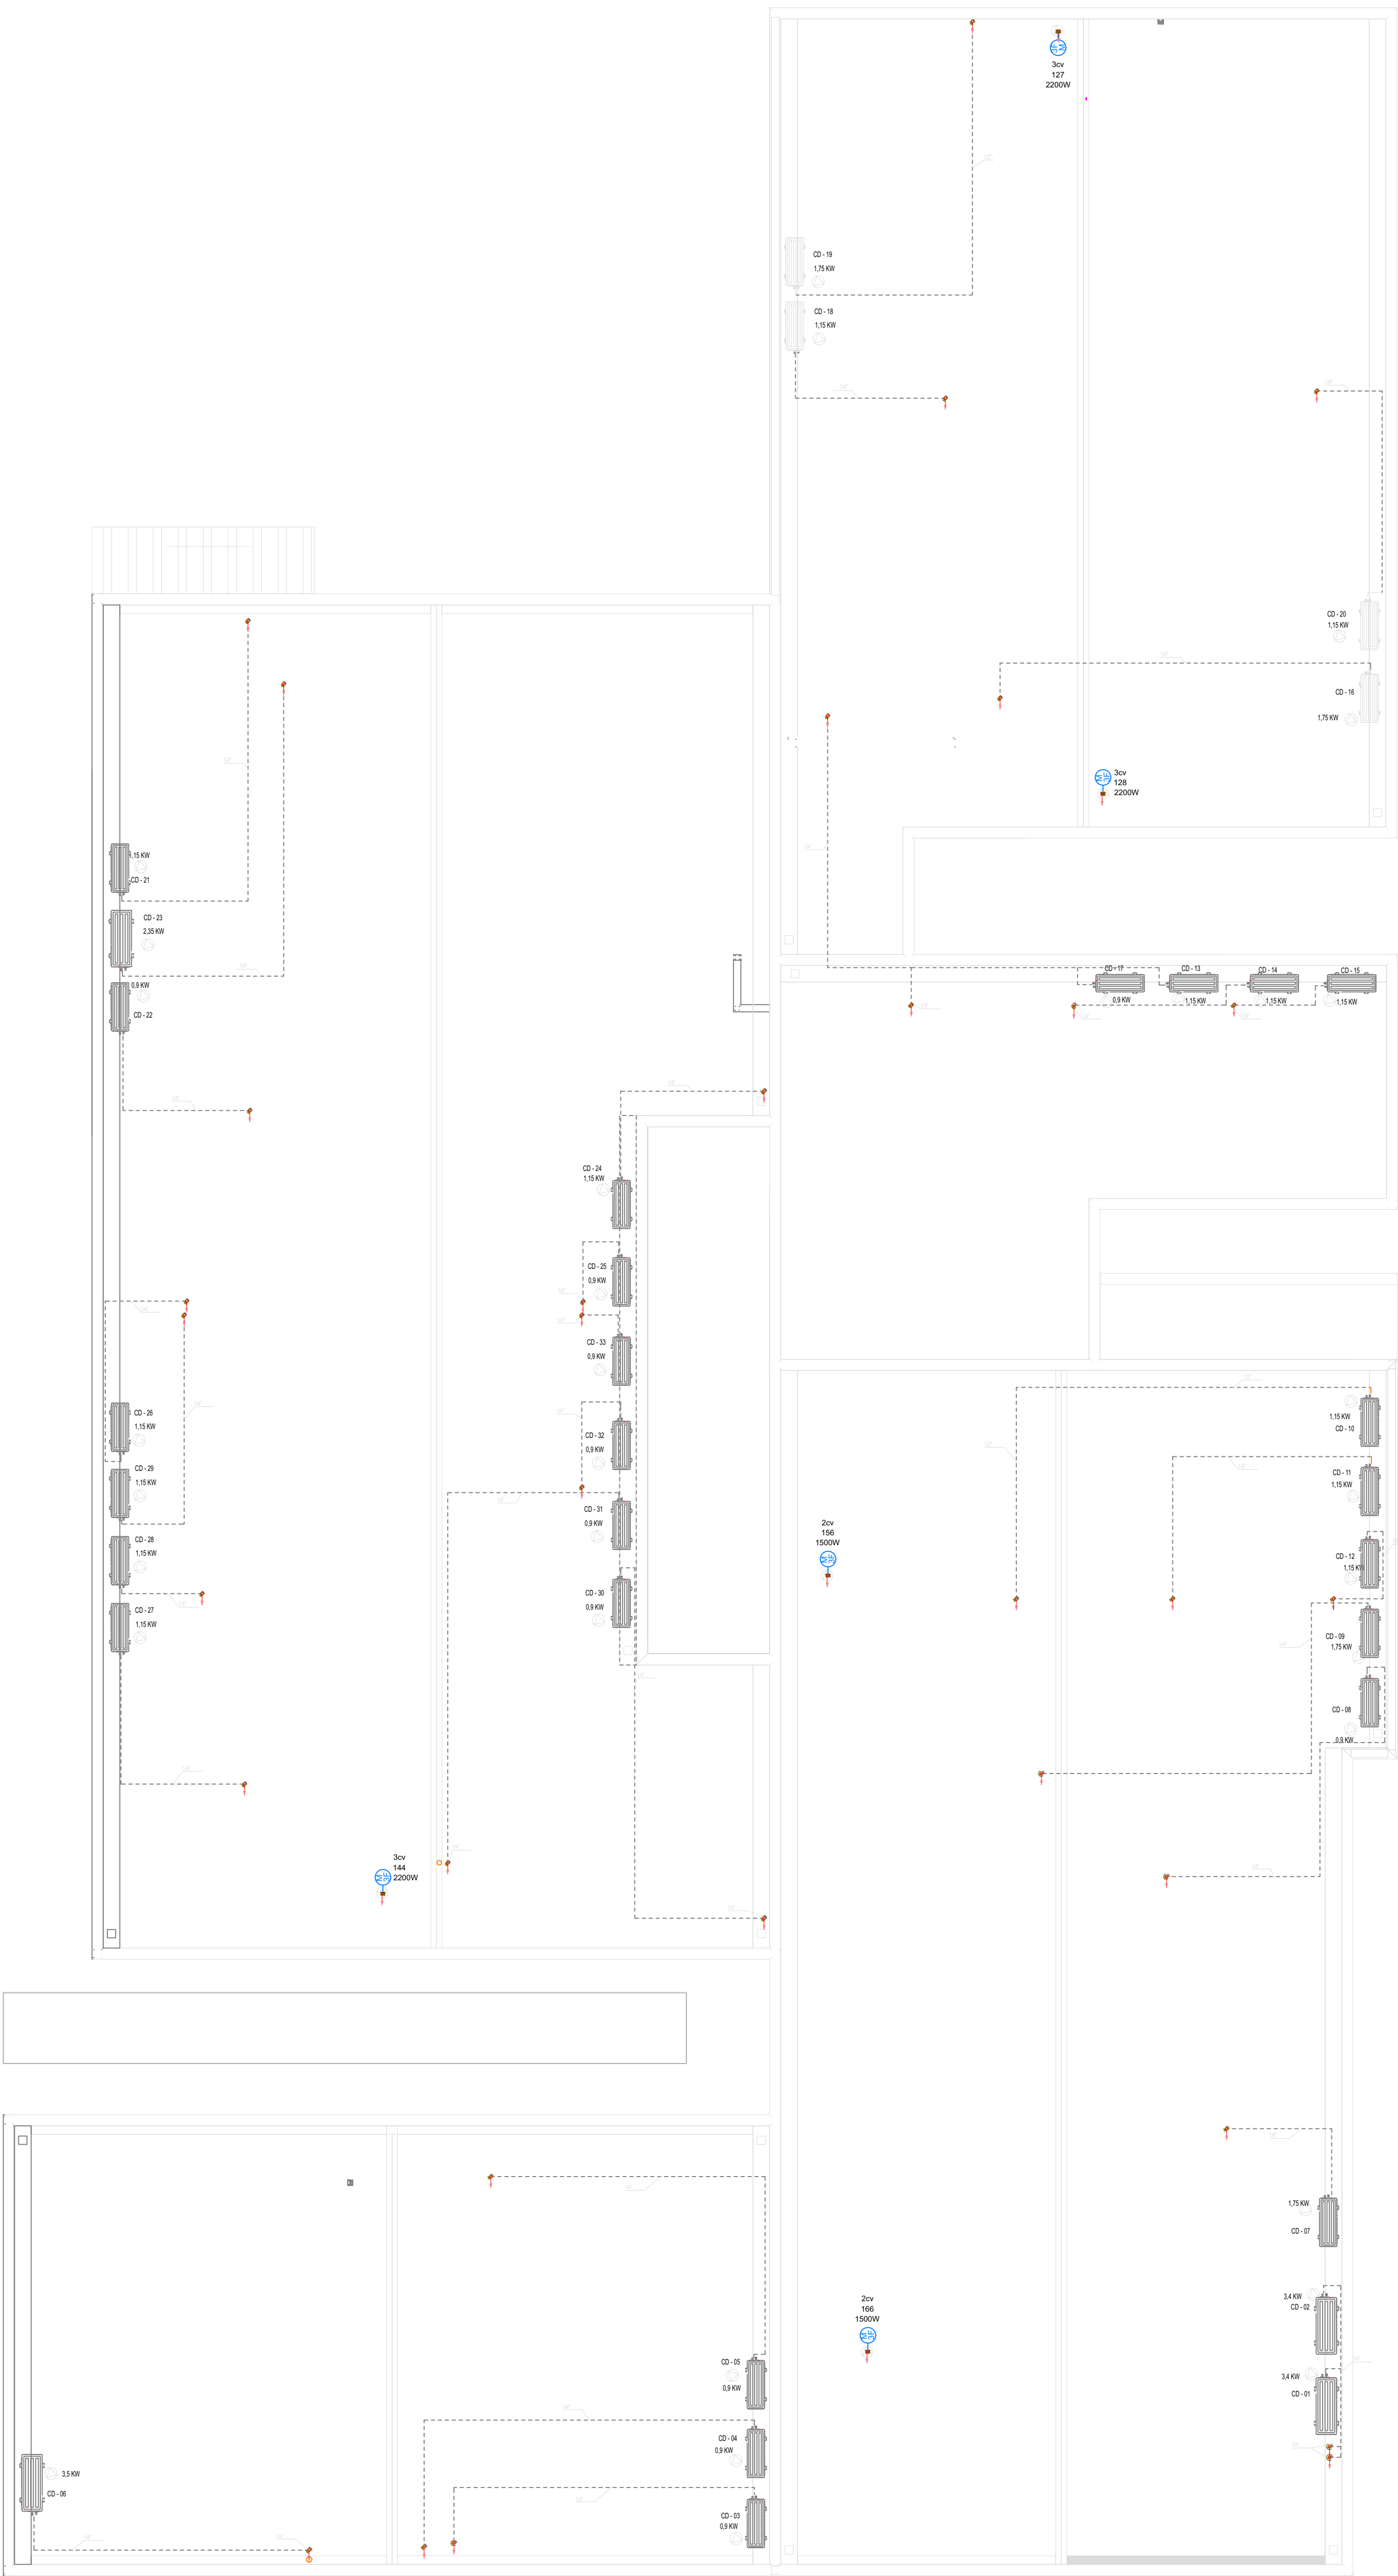 3cv
127
2200W
CD - 19
1,75 KW
CD - 18
1,15 KW
CD - 20
1,15 KW
CD - 16
1,75 KW
3cv
128
2200W
1,15 KW
CD - 21
CD - 23
2,35 KW
0,9 KW
CD - 22
CD - 17
0,9 KW
CD - 13
1,15 KW
CD - 14
1,15 KW
CD - 15
1,15 KW
CD - 24
1,15 KW
CD - 25
0,9 KW
CD - 33
0,9 KW
CD - 32
0,9 KW
CD - 31
0,9 KW
CD - 30
0,9 KW
CD - 26
1,15 KW
CD - 29
1,15 KW
CD - 28
1,15 KW
CD - 27
1,15 KW
1,15 KW
CD - 10
CD - 11
1,15 KW
CD - 12
1,15 KW
CD - 09
1,75 KW
CD - 08
0,9 KW
2cv
156
1500W
3cv
144
2200W
1,75 KW
CD - 07
3,4 KW
CD - 02
3,4 KW
CD - 01
2cv
166
1500W
CD - 05
0,9 KW
CD - 04
0,9 KW
CD - 03
0,9 KW
3,5 KW
CD - 06